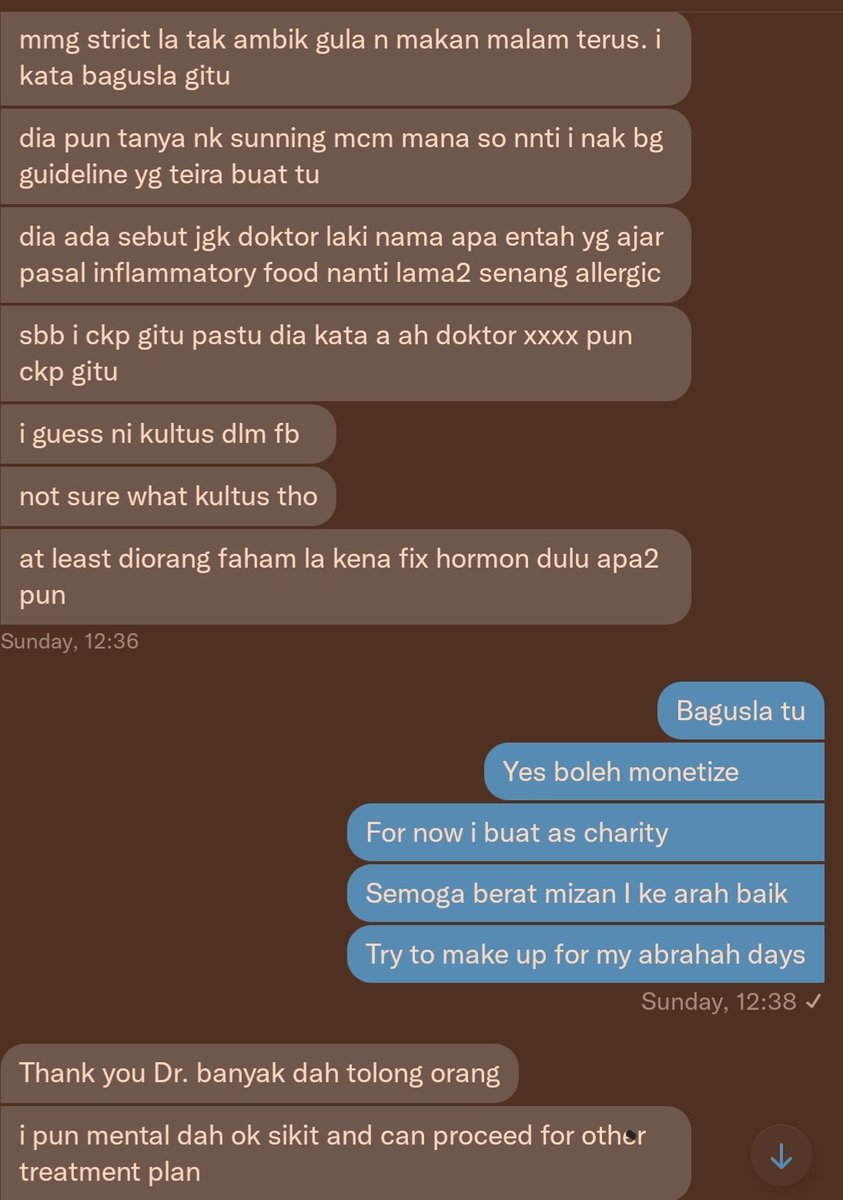 mmg strict la tak ambik gula n makan malam terus. i
kata bagusla gitu
dia pun tanya nk sunning mcm mana so nnti i nak bg
guideline yg teira buat tu
dia ada sebut jgk doktor laki nama apa entah yg ajar
pasal inflammatory food nanti lama2 senang allergic
sbb i ckp gitu pastu dia kata a ah doktor xxxx pun
ckp gitu
i guess ni kultus dlm fb
not sure what kultus tho
at least diorang faham la kena fix hormon dulu apa2
pun
Sunday, 12:36
Bagusla tu
Yes boleh monetize
For now i buat as charity
Semoga berat mizan I ke arah baik
Try to make up for my abrahah days
Sunday, 12:38 ✓
Thank you Dr. banyak dah tolong orang
i pun mental dah ok sikit and can proceed for other
treatment plan